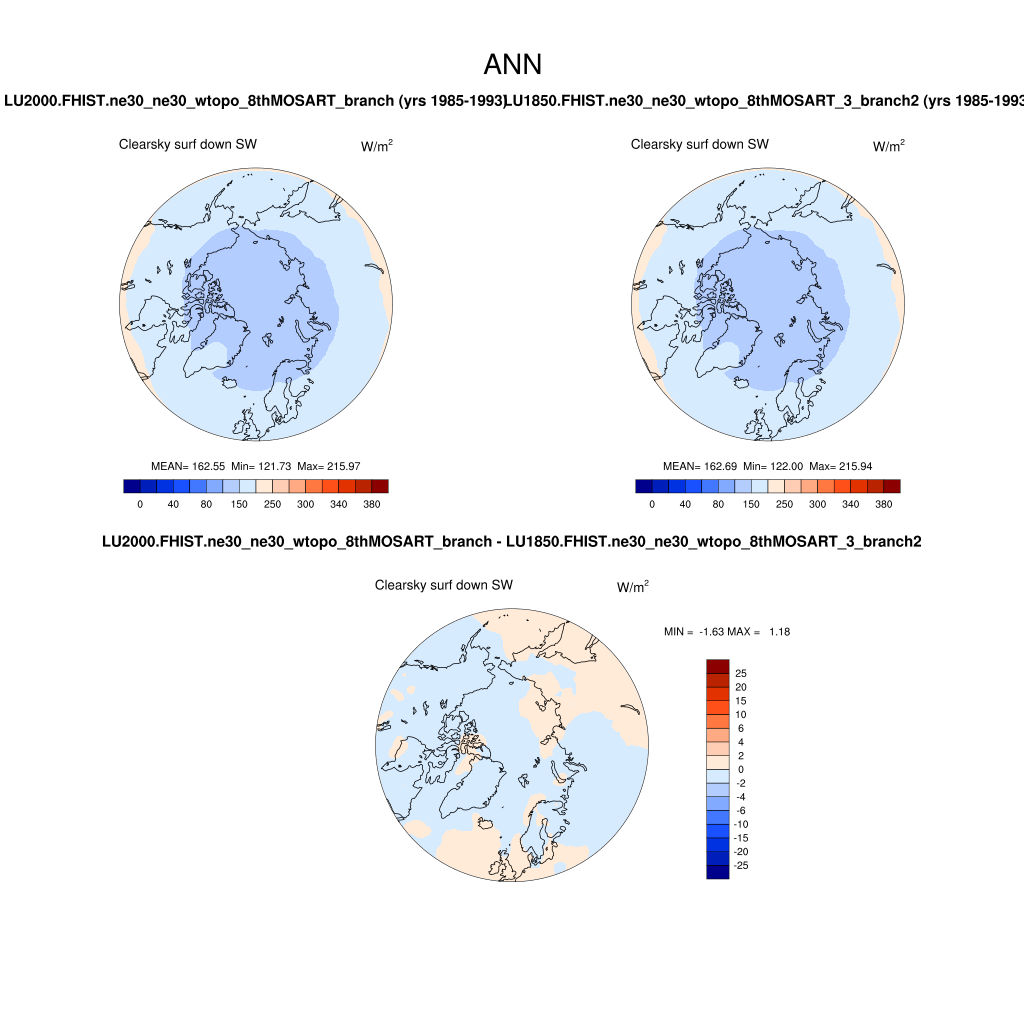 ANN
LU2000.FHIST.ne30_ne30_wtopo_8thMOSART_branch (yrs 1985-1993)
LU1850.FHIST.ne30_ne30_wtopo_8thMOSART_3_branch2 (yrs 1985-1993
Clearsky surf down SW W/m²
Clearsky surf down SW W/m²
MEAN= 162.55 Min= 121.73 Max= 215.97
MEAN= 162.69 Min= 122.00 Max= 215.94
0 40 80 150 250 300 340 380
0 40 80 150 250 300 340 380
LU2000.FHIST.ne30_ne30_wtopo_8thMOSART_branch - LU1850.FHIST.ne30_ne30_wtopo_8thMOSART_3_branch2
Clearsky surf down SW W/m²
MIN = -1.63 MAX = 1.18
25
20
15
10
6
4
2
0
-2
-4
-6
-10
-15
-20
-25